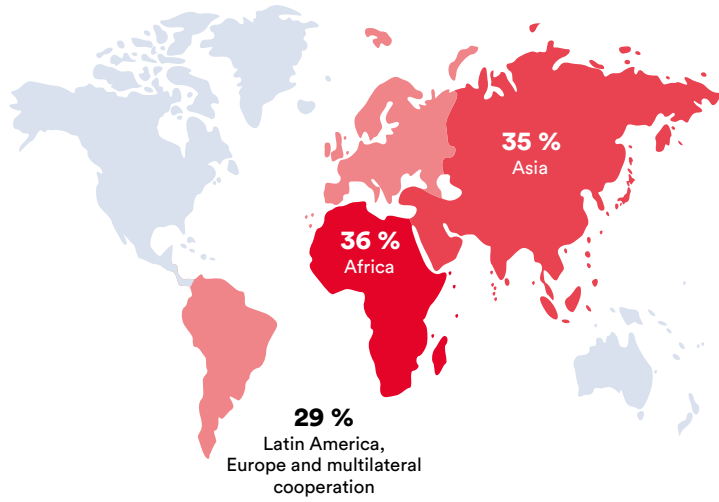 35 %
Asia
36 %
Africa
29 %
Latin America,
Europe and multilateral
cooperation